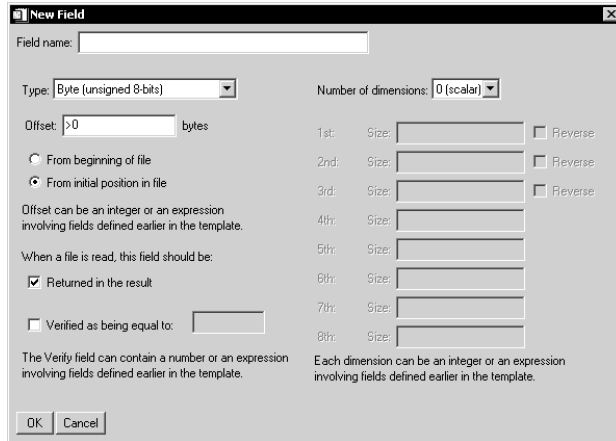 New Field
Field name:
Type: Byte (unsigned 8-bits)
Number of dimensions: 0 (scalar)
Offset: >0 bytes
From beginning of file
From initial position in file
Offset can be an integer or an expression
involving fields defined earlier in the template.
When a file is read, this field should be:
Returned in the result
Verified as being equal to:
The Verify field can contain a number or an expression
involving fields defined earlier in the template.
1st: Size: Reverse
2nd: Size: Reverse
3rd: Size: Reverse
4th: Size:
5th: Size:
6th: Size:
7th: Size:
8th: Size:
Each dimension can be an integer or an expression
involving fields defined earlier in the template.
OK Cancel